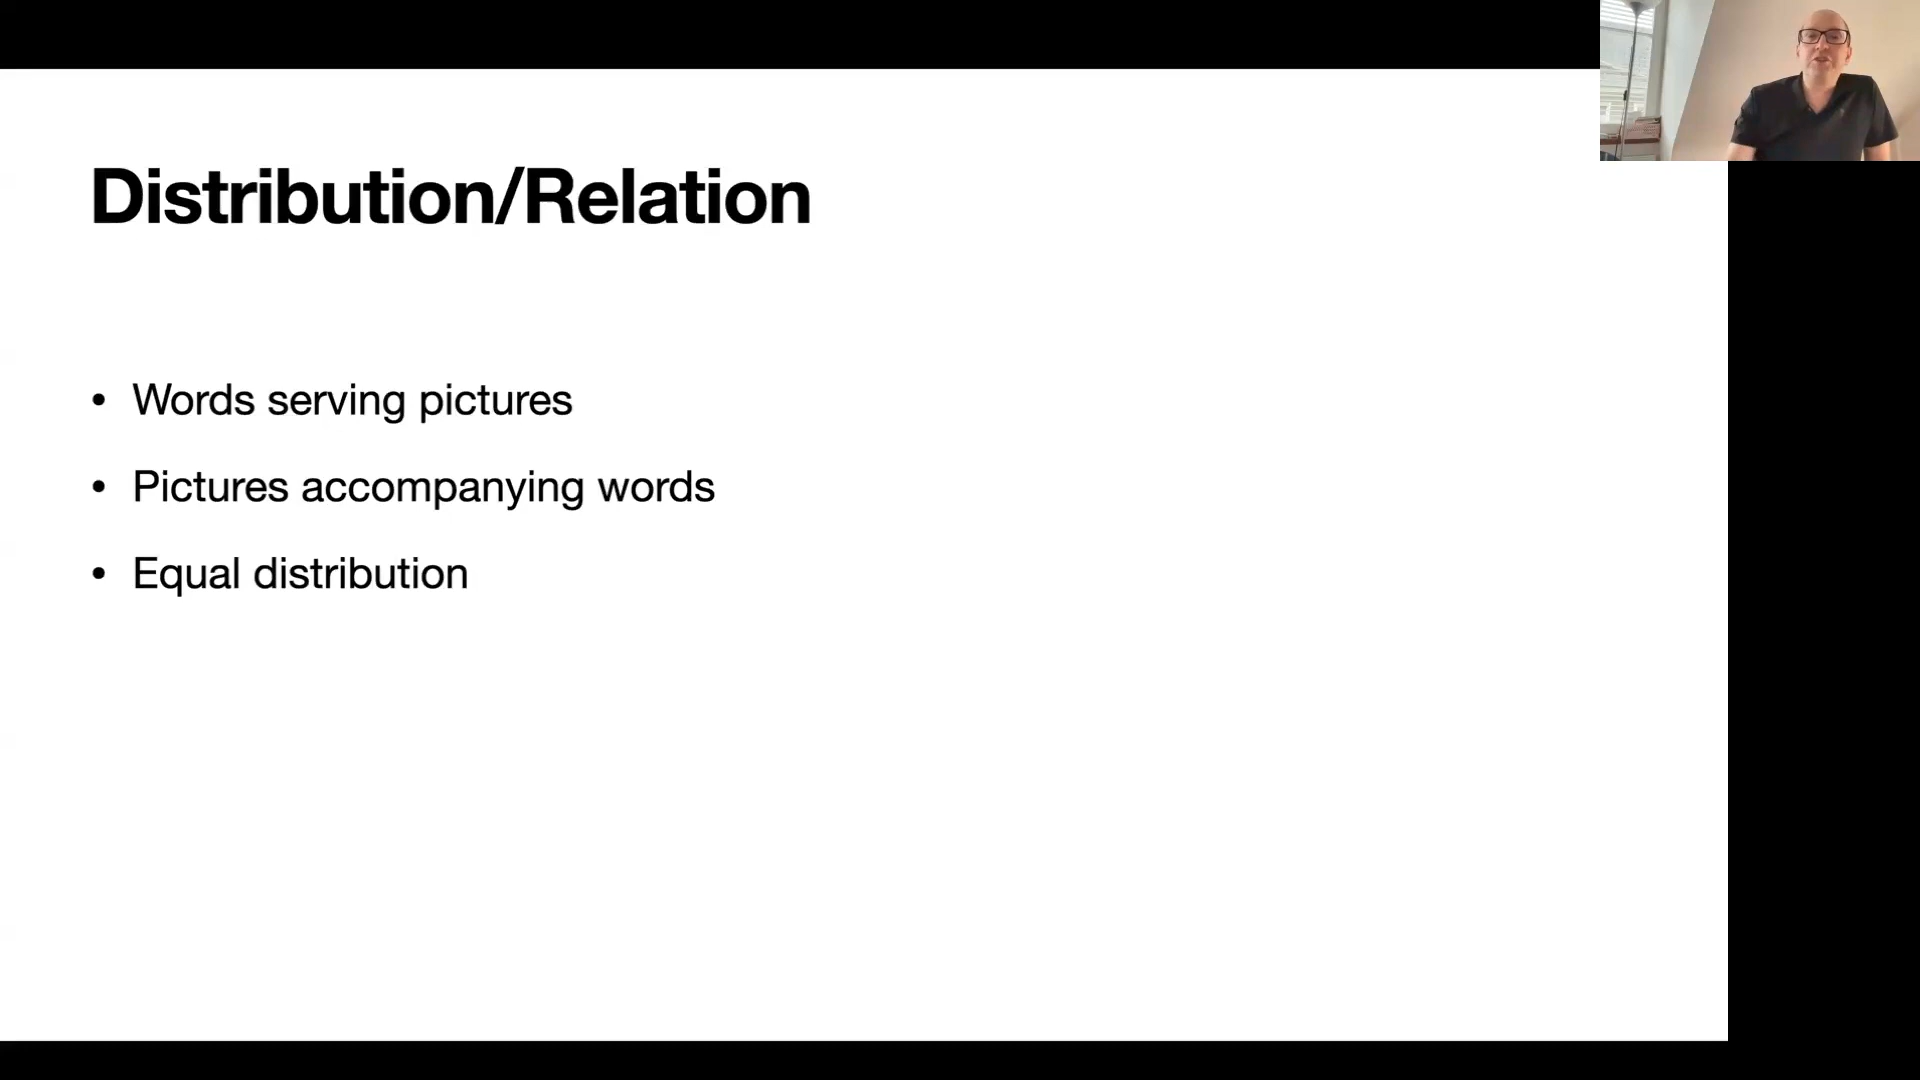 Distribution/Relation
• Words serving pictures
• Pictures accompanying words
• Equal distribution